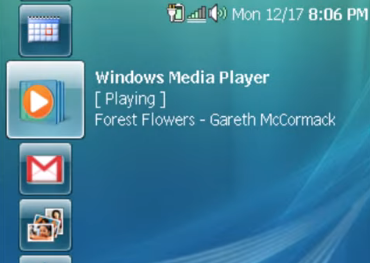 Mon 12/17 8:06 PM
Windows Media Player
[ Playing ]
Forest Flowers - Gareth McCormack